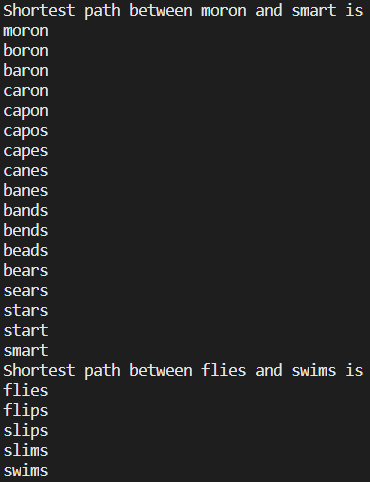 Shortest path between moron and smart is
moron
boron
baron
caron
capon
capos
capes
canes
banes
bands
bends
beads
bears
sears
stars
start
smart
Shortest path between flies and swims is
flies
flips
slips
slims
swims